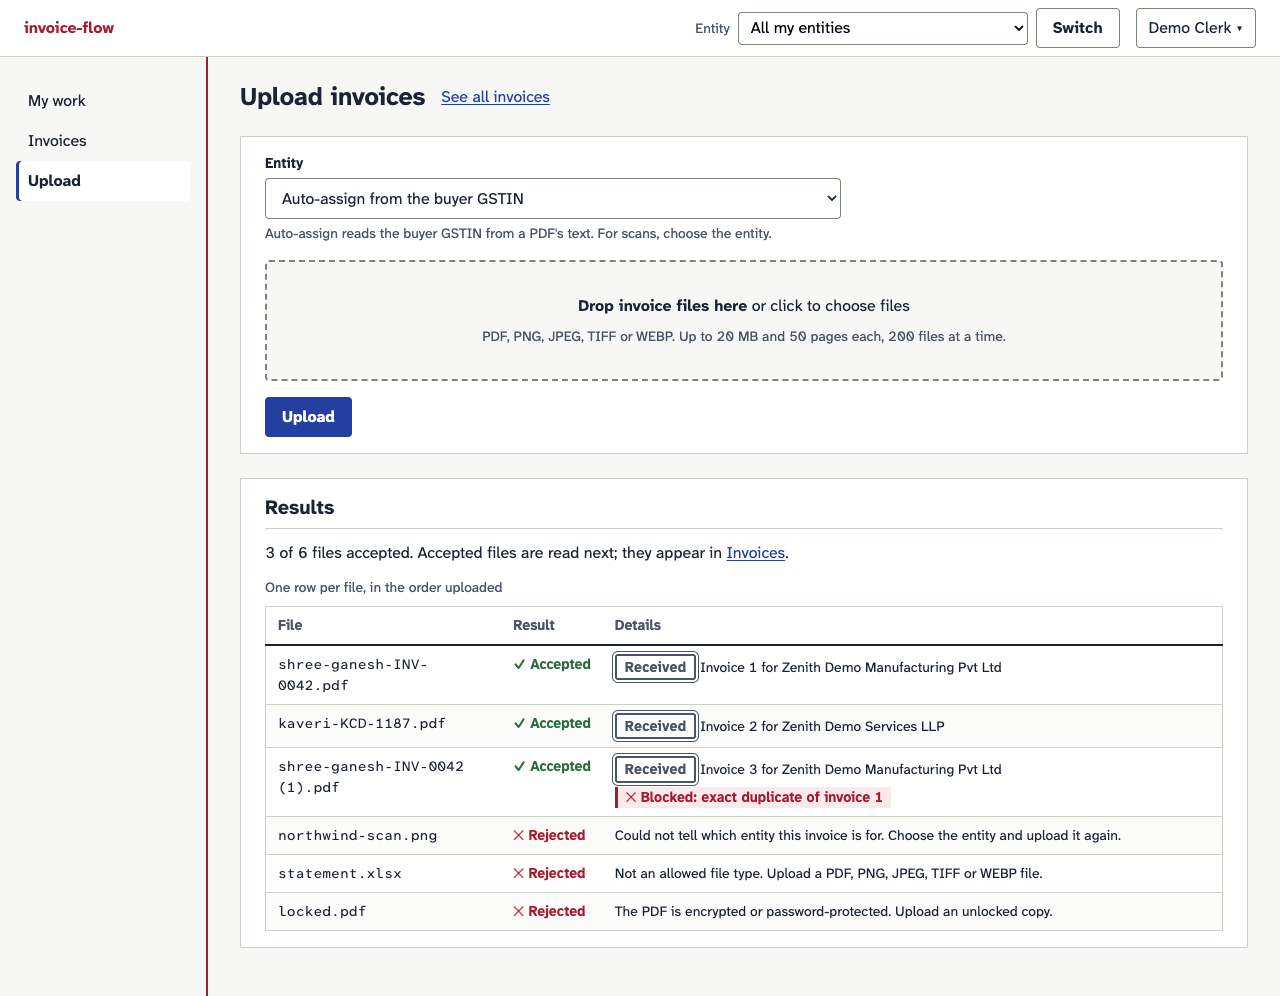 invoice-flow
Entity
All my entities
Switch
Demo Clerk ▾
My work
Invoices
Upload
Upload invoices
See all invoices
Entity
Auto-assign from the buyer GSTIN
Auto-assign reads the buyer GSTIN from a PDF's text. For scans, choose the entity.
Drop invoice files here or click to choose files
PDF, PNG, JPEG, TIFF or WEBP. Up to 20 MB and 50 pages each, 200 files at a time.
Upload
Results
3 of 6 files accepted. Accepted files are read next; they appear in Invoices.
One row per file, in the order uploaded
File Result Details
shree-ganesh-INV- ✓ Accepted Received Invoice 1 for Zenith Demo Manufacturing Pvt Ltd
0042.pdf
kaveri-KCD-1187.pdf ✓ Accepted Received Invoice 2 for Zenith Demo Services LLP
shree-ganesh-INV-0042 ✓ Accepted Received Invoice 3 for Zenith Demo Manufacturing Pvt Ltd
(1).pdf ✕ Blocked: exact duplicate of invoice 1
northwind-scan.png ✕ Rejected Could not tell which entity this invoice is for. Choose the entity and upload it again.
statement.xlsx ✕ Rejected Not an allowed file type. Upload a PDF, PNG, JPEG, TIFF or WEBP file.
locked.pdf ✕ Rejected The PDF is encrypted or password-protected. Upload an unlocked copy.